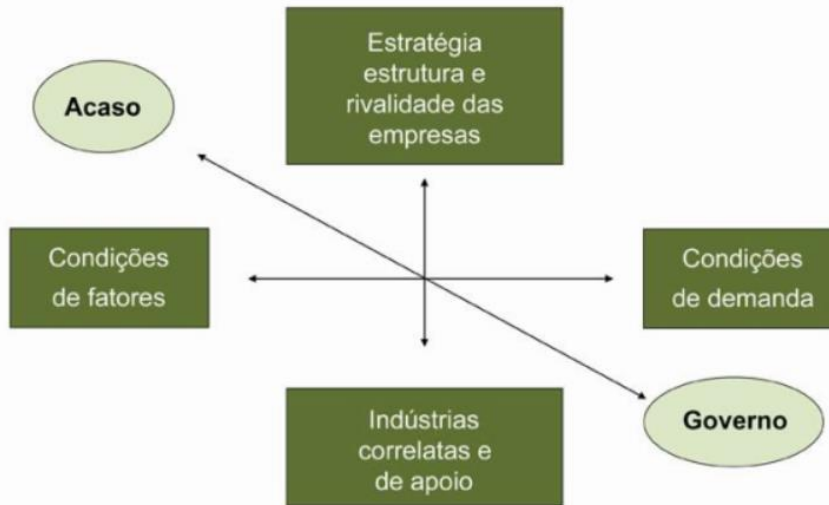 Estratégia
estrutura e
rivalidade das
empresas
Acaso
Condições
de fatores
Condições
de demanda
Indústrias
correlatas e
de apoio
Governo